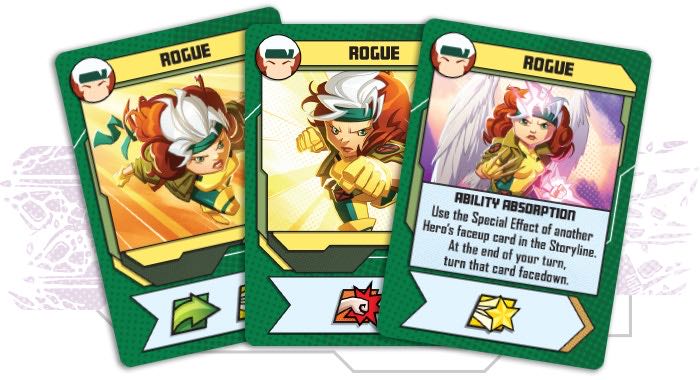 ROGUE
ROGUE
ROGUE
ABILITY ABSORPTION
Use the Special Effect of another
Hero's faceup card in the Storyline.
At the end of your turn,
turn that card facedown.